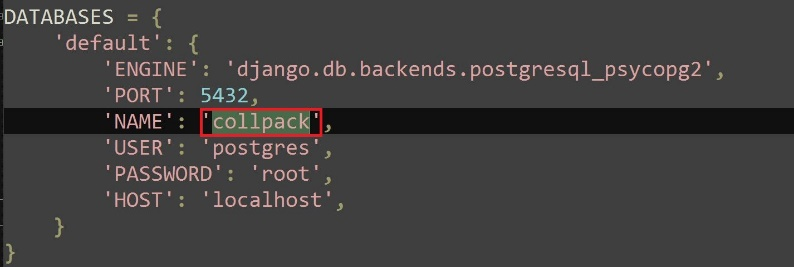 DATABASES = {
    'default': {
        'ENGINE': 'django.db.backends.postgresql_psycopg2',
        'PORT': 5432,
        'NAME': 'collpack',
        'USER': 'postgres',
        'PASSWORD': 'root',
        'HOST': 'localhost',
    }
}